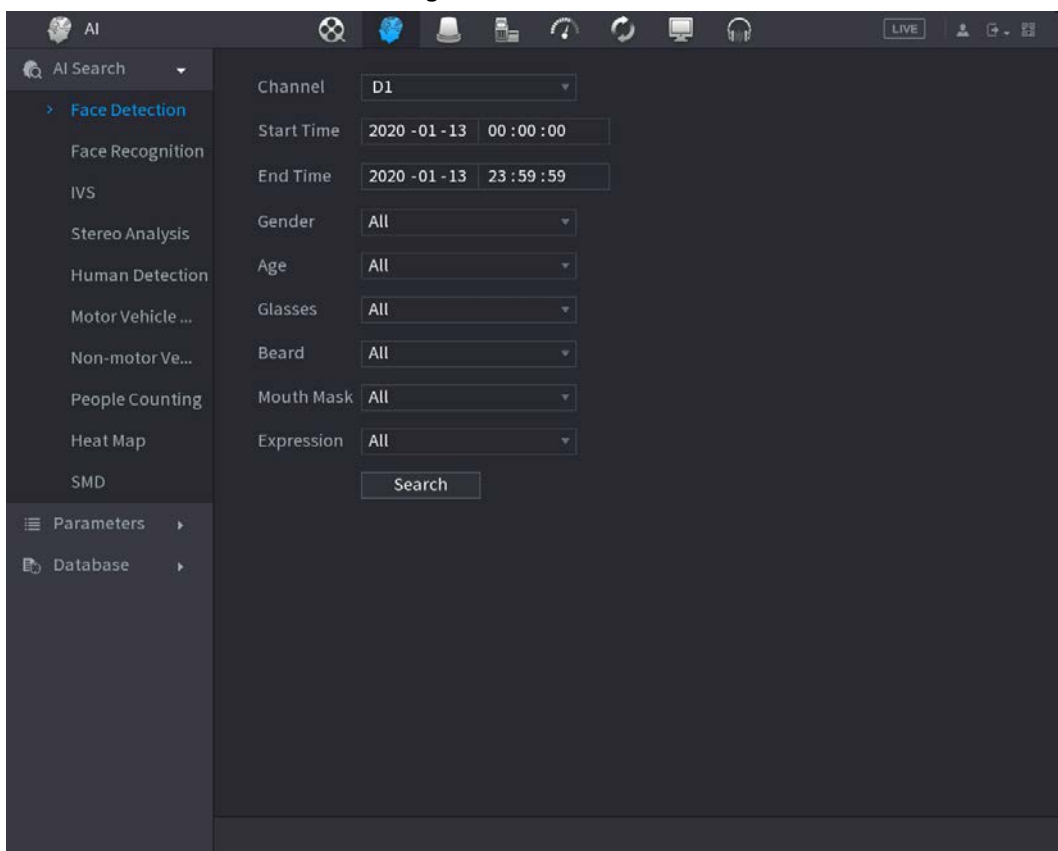 AI
LIVE
AI Search
Face Detection
Face Recognition
IVS
Stereo Analysis
Human Detection
Motor Vehicle ...
Non-motor Ve...
People Counting
Heat Map
SMD
Parameters
Database
Channel D1
Start Time 2020 -01 -13 00 :00 :00
End Time 2020 -01 -13 23 :59 :59
Gender All
Age All
Glasses All
Beard All
Mouth Mask All
Expression All
Search